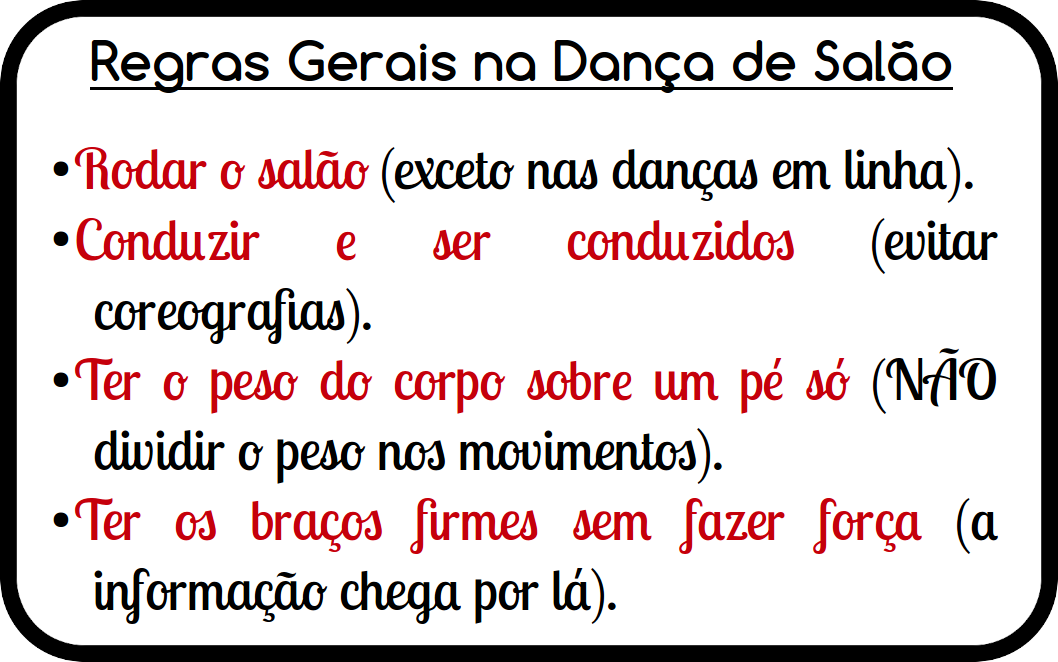 Regras Gerais na Dança de Salão
•Rodar o salão (exceto nas danças em linha).
•Conduzir e ser conduzidos (evitar
coreografias).
•Ter o peso do corpo sobre um pé só (NÃO
dividir o peso nos movimentos).
•Ter os braços firmes sem fazer força (a
informação chega por lá).